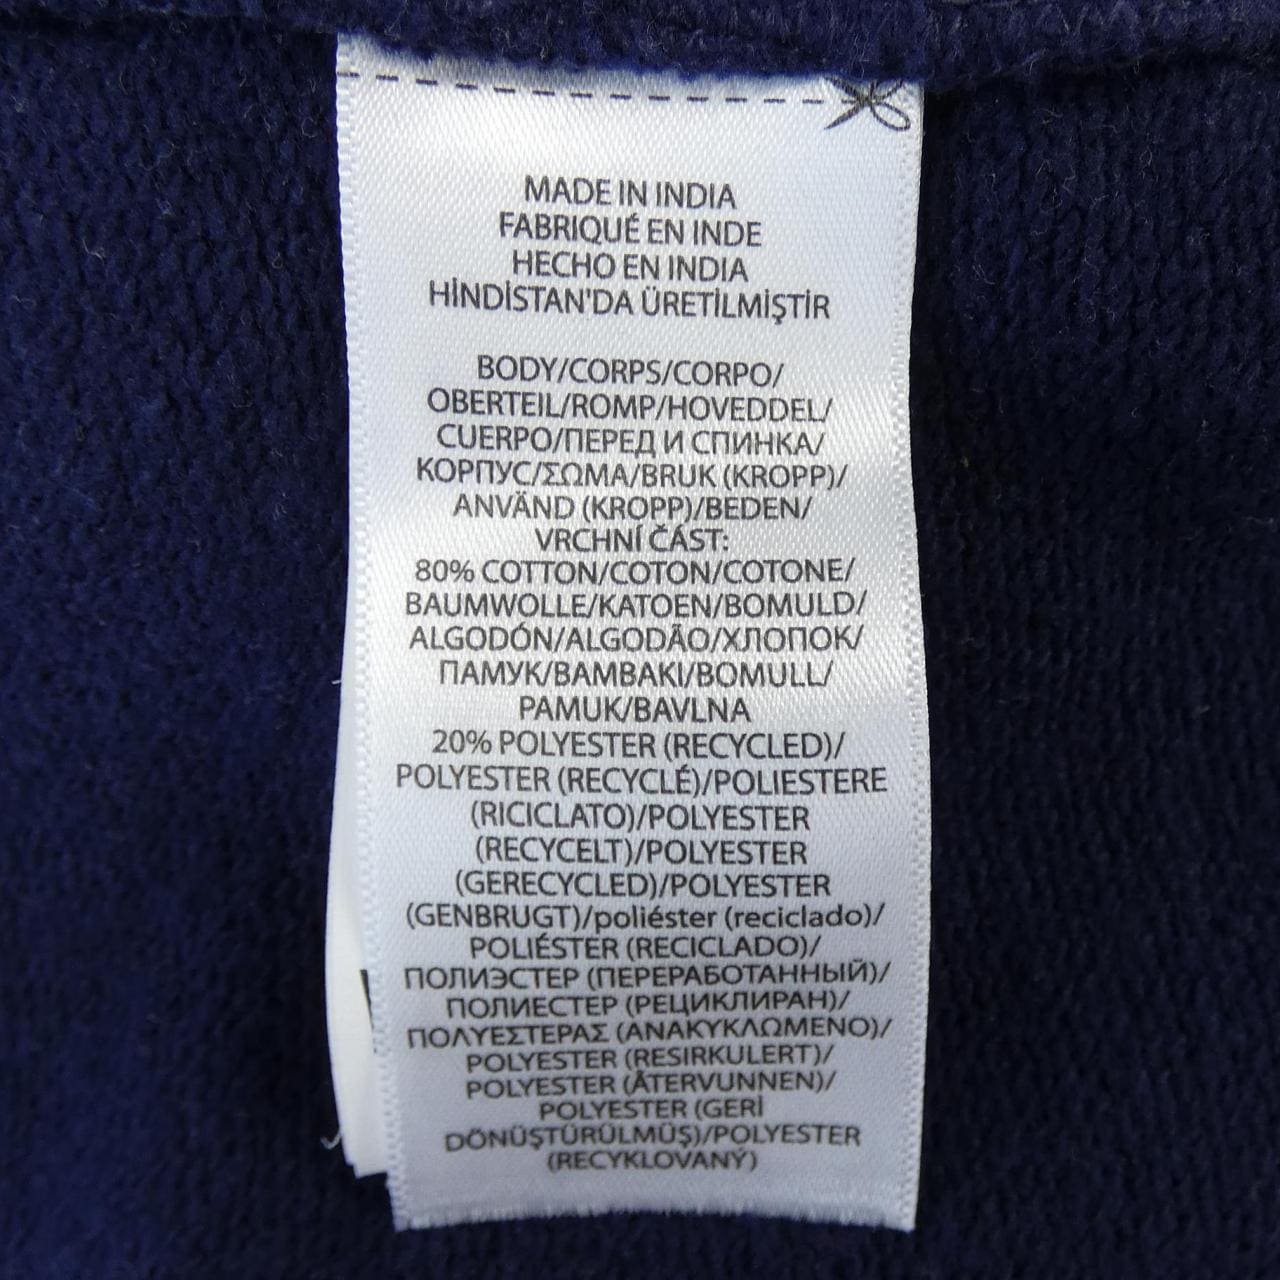 MADE IN INDIA
FABRIQUÉ EN INDE
HECHO EN INDIA
HİNDİSTAN'DA ÜRETİLMİŞTİR
BODY/CORPS/CORPO/
OBERTEIL/ROMP/HOVEDDEL/
CUERPO/ПЕРЕД И СПИНКА/
КОРПУС/ΣΩΜΑ/BRUK (KROPP)/
ANVÄND (KROPP)/BEDEN/
VRCHNÍ ČÁST:
80% COTTON/COTON/COTONE/
BAUMWOLLE/KATOEN/BOMULD/
ALGODÓN/ALGODÃO/ХЛОПОК/
ПАМУК/ΒΑΜΒΑΚΙ/BOMULL/
PAMUK/BAVLNA
20% POLYESTER (RECYCLED)/
POLYESTER (RECYCLÉ)/POLIESTERE
(RICICLATO)/POLYESTER
(RECYCELT)/POLYESTER
(GERECYCLED)/POLYESTER
(GENBRUGT)/poliéster (reciclado)/
POLIÉSTER (RECICLADO)/
ПОЛИЭСТЕР (ПЕРЕРАБОТАННЫЙ)/
ПОЛИЕСТЕР (РЕЦИКЛИРАН)/
ΠΟΛΥΕΣΤΕΡΑΣ (ΑΝΑΚΥΚΛΩΜΕΝΟ)/
POLYESTER (RESIRKULERT)/
POLYESTER (ÅTERVUNNEN)/
POLYESTER (GERİ
DÖNÜŞTÜRÜLMÜŞ)/POLYESTER
(RECYKLOVANÝ)